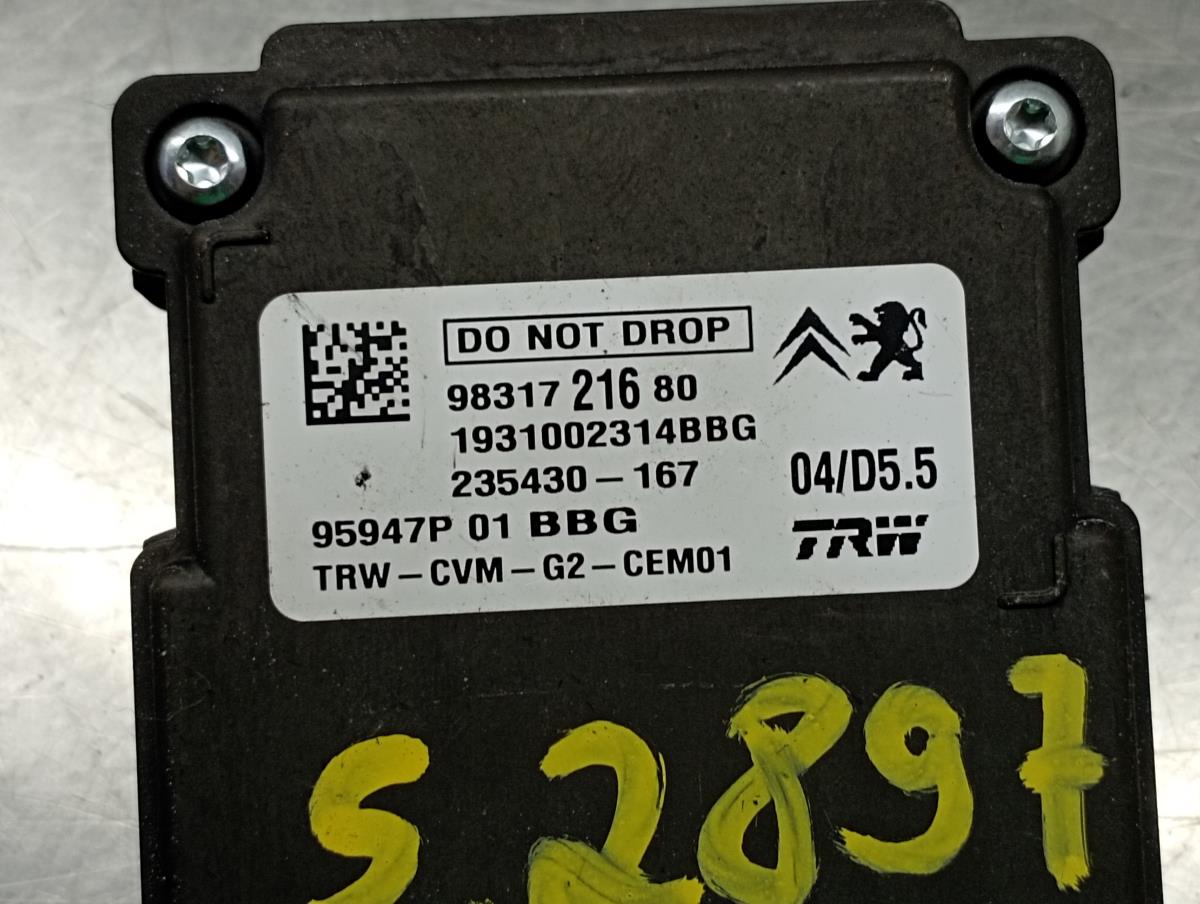 DO NOT DROP
98317 216 80
1931002314BBG
235430-167
04/D5.5
95947P 01 BBG
TRW
TRW-CVM-G2-CEM01
S.2897